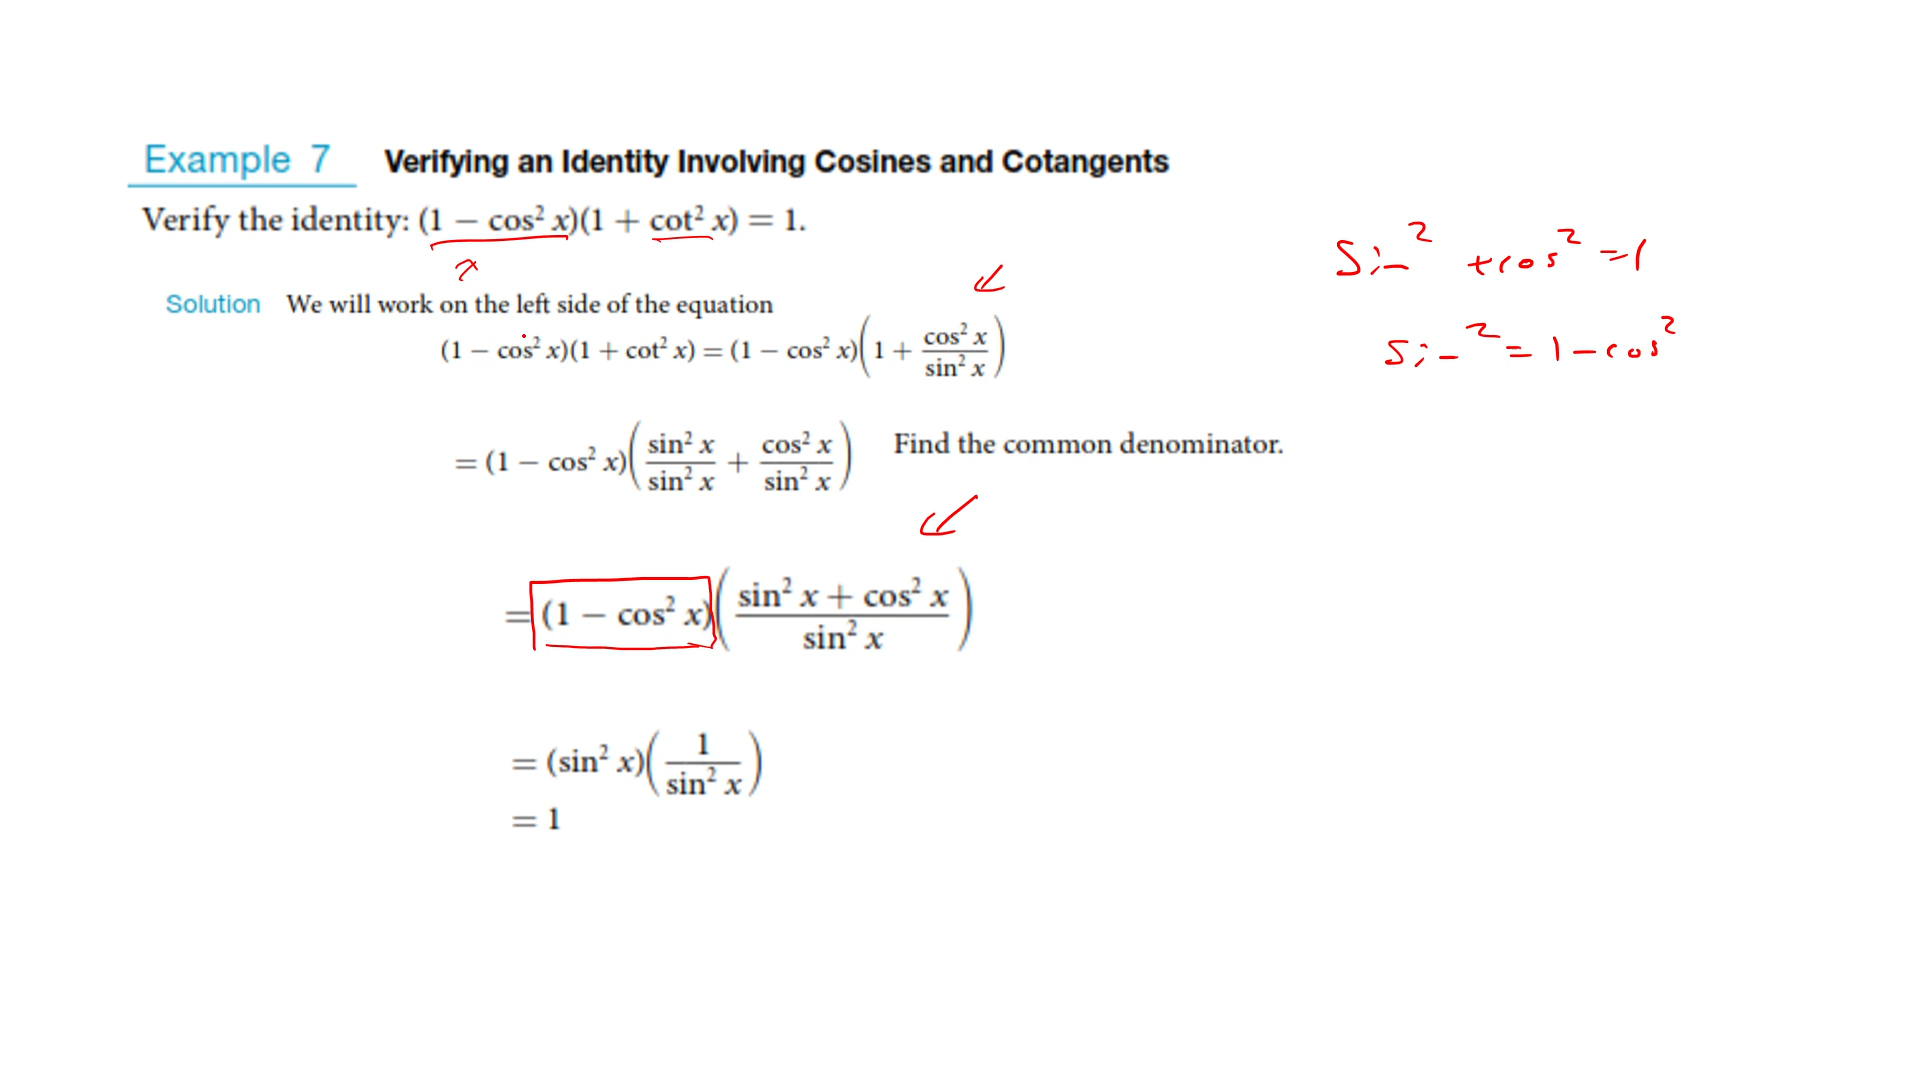 Example 7 Verifying an Identity Involving Cosines and Cotangents
Verify the identity: (1 − cos² x)(1 + cot² x) = 1.
Sin² + cos² = 1
Solution We will work on the left side of the equation
(1 − cos² x)(1 + cot² x) = (1 − cos² x)(1 + cos² x / sin² x)
Sin² = 1 − cos²
= (1 − cos² x)(sin² x / sin² x + cos² x / sin² x) Find the common denominator.
= (1 − cos² x)((sin² x + cos² x) / sin² x)
= (sin² x)(1 / sin² x)
= 1